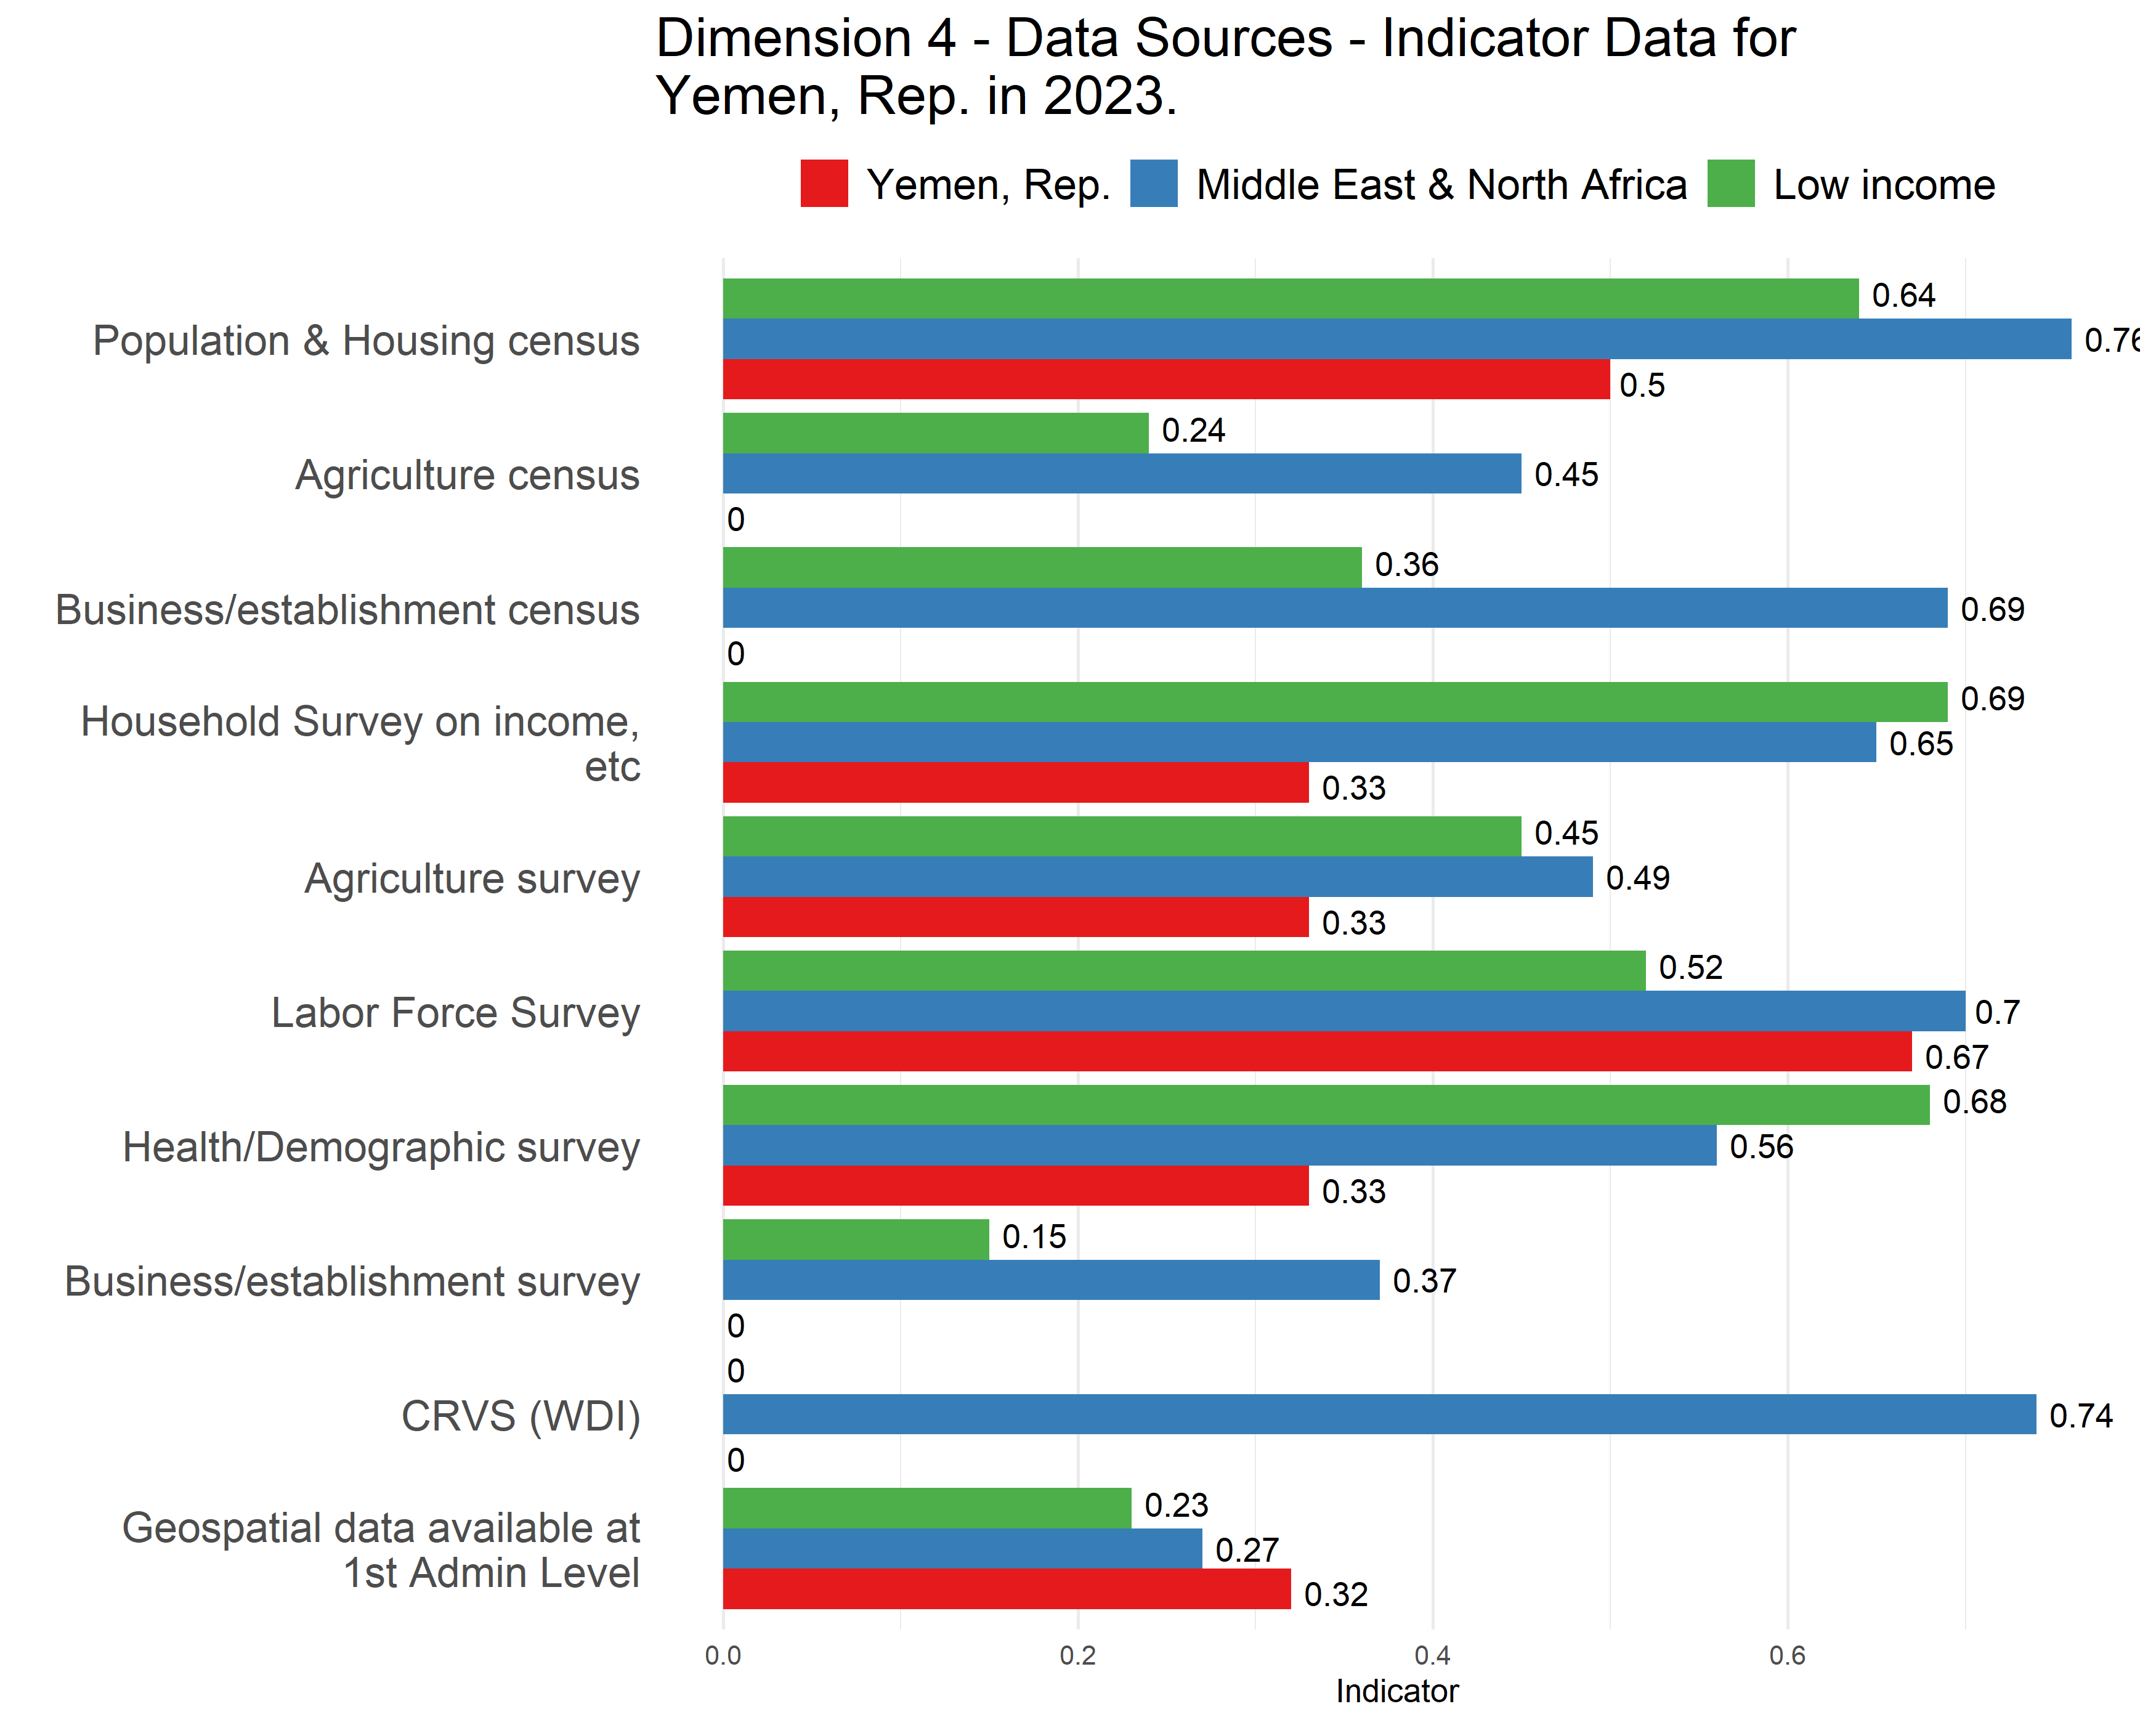 Dimension 4 - Data Sources - Indicator Data for
Yemen, Rep. in 2023.
Yemen, Rep.
Middle East & North Africa
Low income
Population & Housing census
0.64
0.76
0.5
Agriculture census
0.24
0.45
0
Business/establishment census
0.36
0.69
0
Household Survey on income,
etc
0.69
0.65
0.33
Agriculture survey
0.45
0.49
0.33
Labor Force Survey
0.52
0.7
0.67
Health/Demographic survey
0.68
0.56
0.33
Business/establishment survey
0.15
0.37
0
CRVS (WDI)
0
0.74
0
Geospatial data available at
1st Admin Level
0.23
0.27
0.32
0.0
0.2
0.4
0.6
Indicator